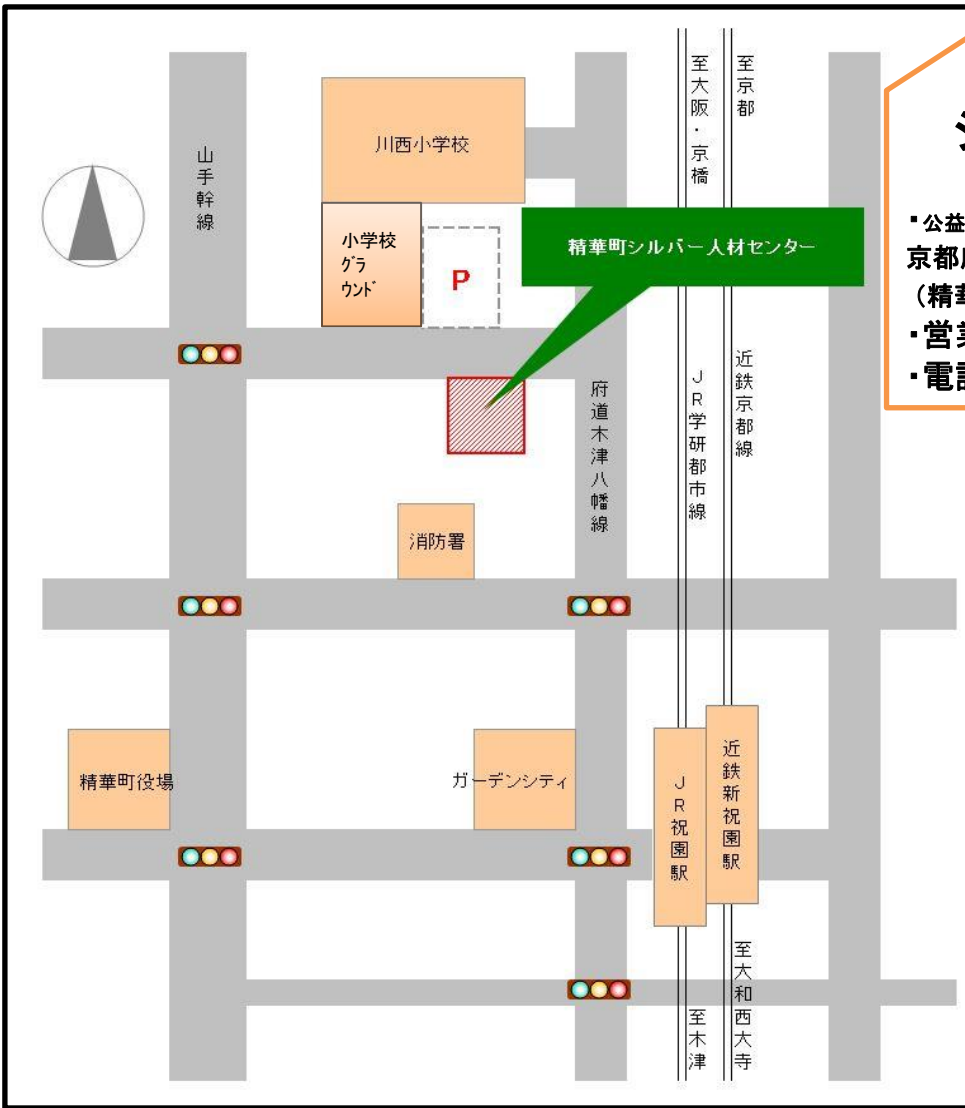 至大阪・京橋
至京都
川西小学校
山手幹線
小学校
グラ
ウンド
P
精華町シルバー人材センター
・公益
京都
（精華
・営業
・電話
近鉄京都線
JR学研都市線
府道木津八幡線
消防署
精華町役場
ガーデンシティ
JR祝園駅
近鉄新祝園駅
至大和西大寺
至木津